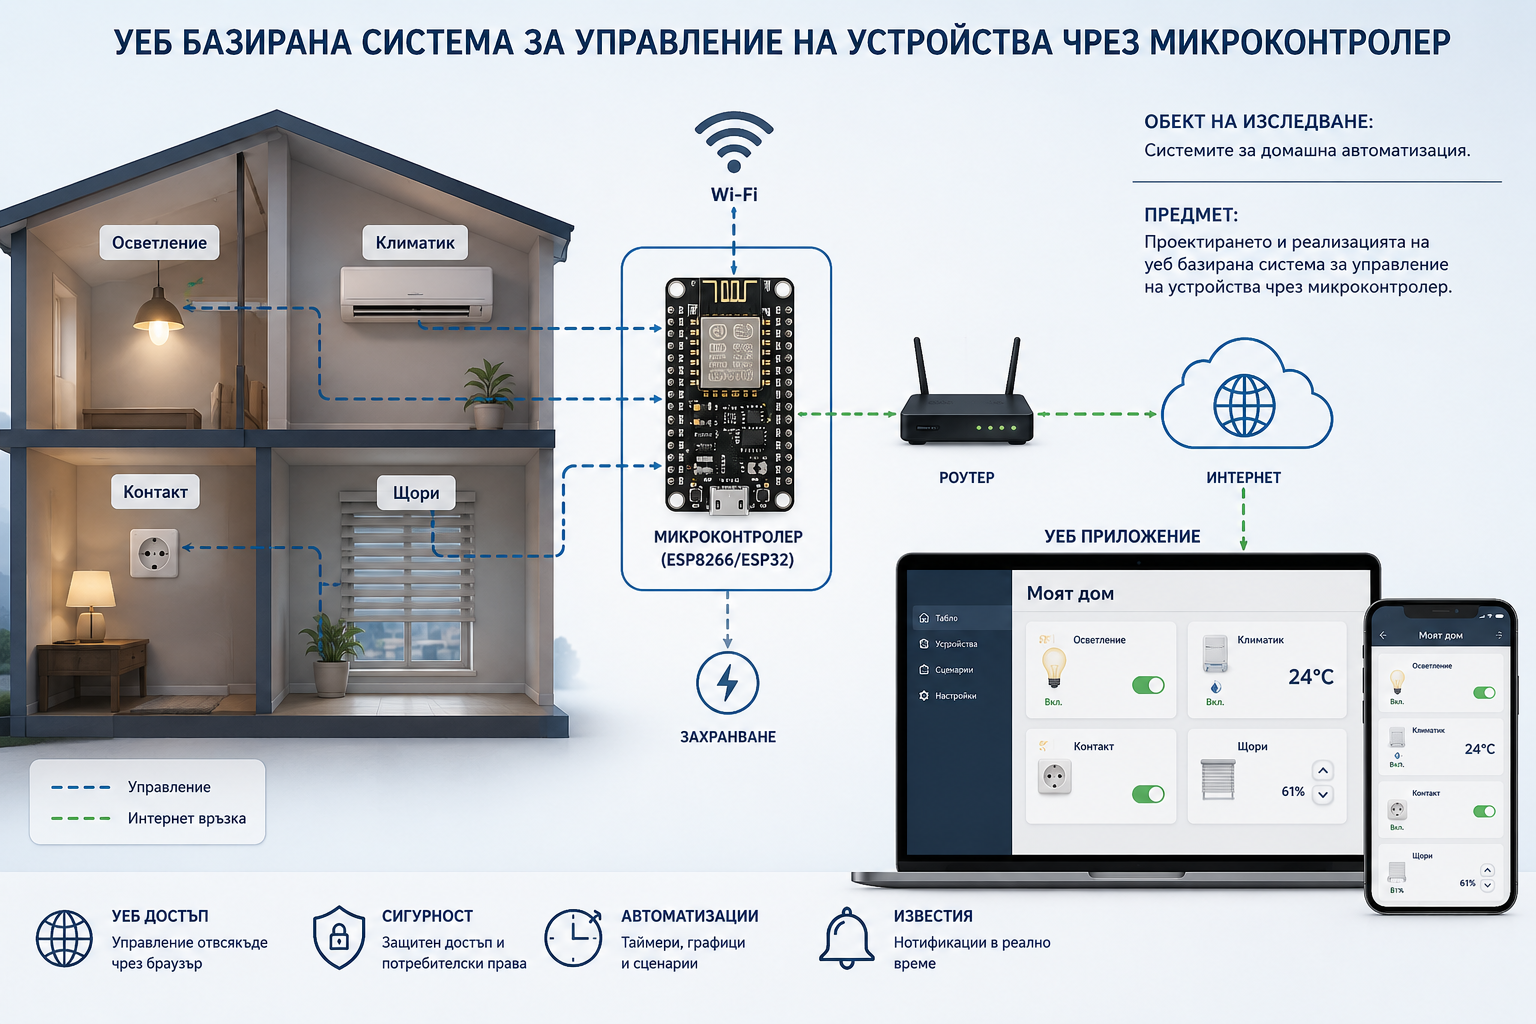 УЕБ БАЗИРАНА СИСТЕМА ЗА УПРАВЛЕНИЕ НА УСТРОЙСТВА ЧРЕЗ МИКРОКОНТРОЛЕР
ОБЕКТ НА ИЗСЛЕДВАНЕ:
Системите за домашна автоматизация.
ПРЕДМЕТ:
Проектирането и реализацията на
уеб базирана система за управление
на устройства чрез микроконтролер.
Wi-Fi
Осветление
Климатик
Контакт
Щори
МИКРОКОНТРОЛЕР
(ESP8266/ESP32)
ЗАХРАНВАНЕ
РОУТЕР
ИНТЕРНЕТ
УЕБ ПРИЛОЖЕНИЕ
Моят дом
Табло
Устройства
Сценарии
Настройки
Осветление
Вкл.
Климатик
24°C
Вкл.
Контакт
Щори
61%
Моят дом
Осветление
Вкл.
Климатик
24°C
Вкл.
Контакт
Вкл.
Щори
61%
Управление
Интернет връзка
УЕБ ДОСТЪП
Управление отвсякъде
чрез браузър
СИГУРНОСТ
Защитен достъп и
потребителски права
АВТОМАТИЗАЦИИ
Таймери, графици
и сценарии
ИЗВЕСТИЯ
Нотификации в реално
време